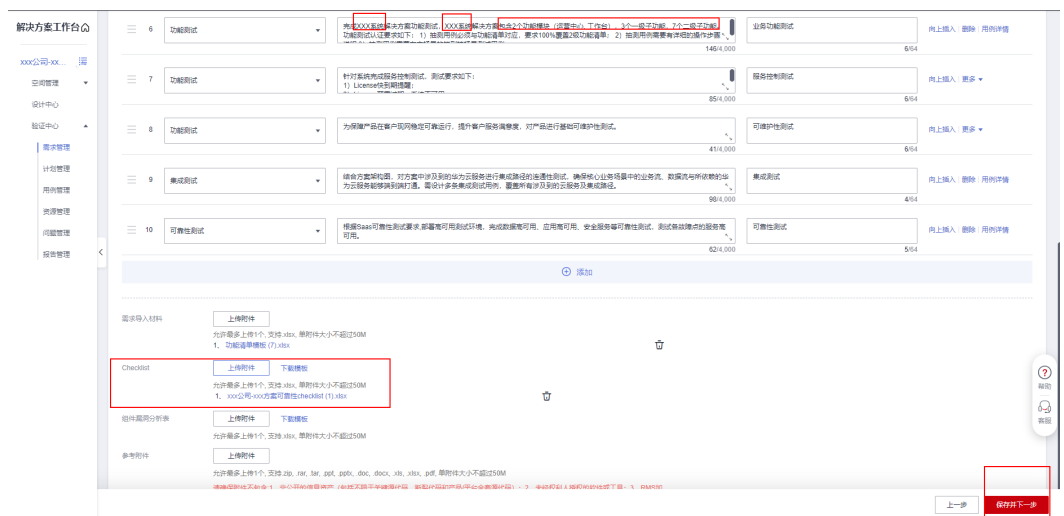 解决方案工作台
xxx公司-xx...
空间管理
设计中心
验证中心
需求管理
计划管理
用例管理
资源管理
问题管理
报告管理
6 功能测试 完成XXX系统解决方案功能测试，XXX系统解决方案包含2个功能模块（运营中心、工作台），3个一级子功能，7个二级子功能。 业务功能测试 向上插入 删除 用例详情
功能测试认证要求如下：1）抽测用例必须与功能清单对应，要求100%覆盖2级功能清单；2）抽测用例需要有详细的操作步骤
146/4,000 6/64
7 功能测试 针对系统完成服务控制测试，测试要求如下： 服务控制测试 向上插入 更多
1）License快到期提醒；
85/4,000 6/64
8 功能测试 为保障产品在客户现网稳定可靠运行，提升客户服务满意度，对产品进行基础可维护性测试。 可维护性测试 向上插入 更多
41/4,000 6/64
9 集成测试 结合方案架构图，对方案中涉及到的华为云服务进行集成路径的连通性测试，确保核心业务场景中的业务流、数据流与所依赖的华 集成测试 向上插入 删除 用例详情
为云服务能够端到端打通。需设计多条集成测试用例，覆盖所有涉及到的云服务及集成路径。
98/4,000 4/64
10 可靠性测试 根据Saas可靠性测试要求,部署高可用测试环境，完成数据高可用、应用高可用、安全服务等可靠性测试，测试各故障点的服务高 可靠性测试 向上插入 删除 用例详情
可用。
62/4,000 5/64
添加
需求导入材料 上传附件
允许最多上传1个, 支持.xlsx, 单附件大小不超过50M
1、 功能清单模板 (7).xlsx
Checklist 上传附件 下载模板
允许最多上传1个, 支持.xlsx, 单附件大小不超过50M
1、 xxx公司-xxx方案可靠性checklist (1).xlsx
组件漏洞分析表 上传附件 下载模板
允许最多上传1个, 支持.xlsx, 单附件大小不超过50M
参考附件 上传附件
允许最多上传1个, 支持.zip, .rar, .tar, .ppt, .pptx, .doc, .docx, .xls, .xlsx, .pdf, 单附件大小不超过50M
帮助
客服
上一步 保存并下一步